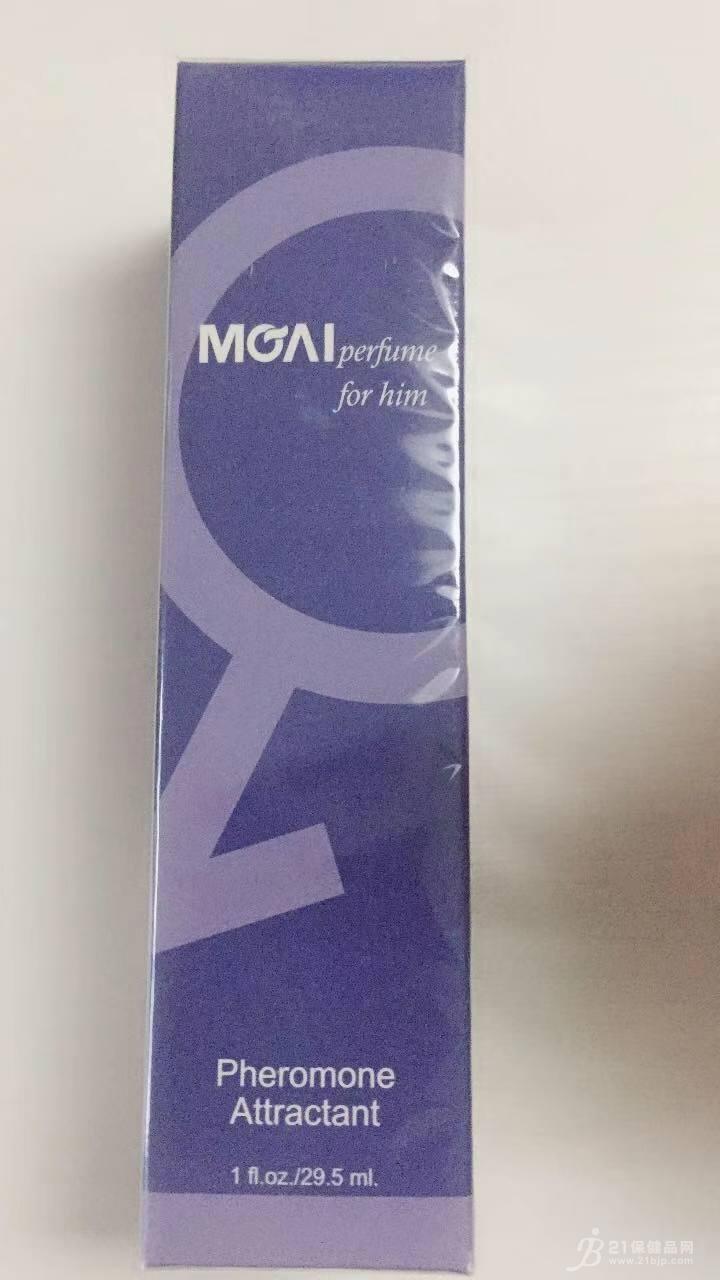 MOAI perfume
for him
Pheromone
Attractant
1 fl.oz./29.5 ml.
21保健品网
www.21bjp.com